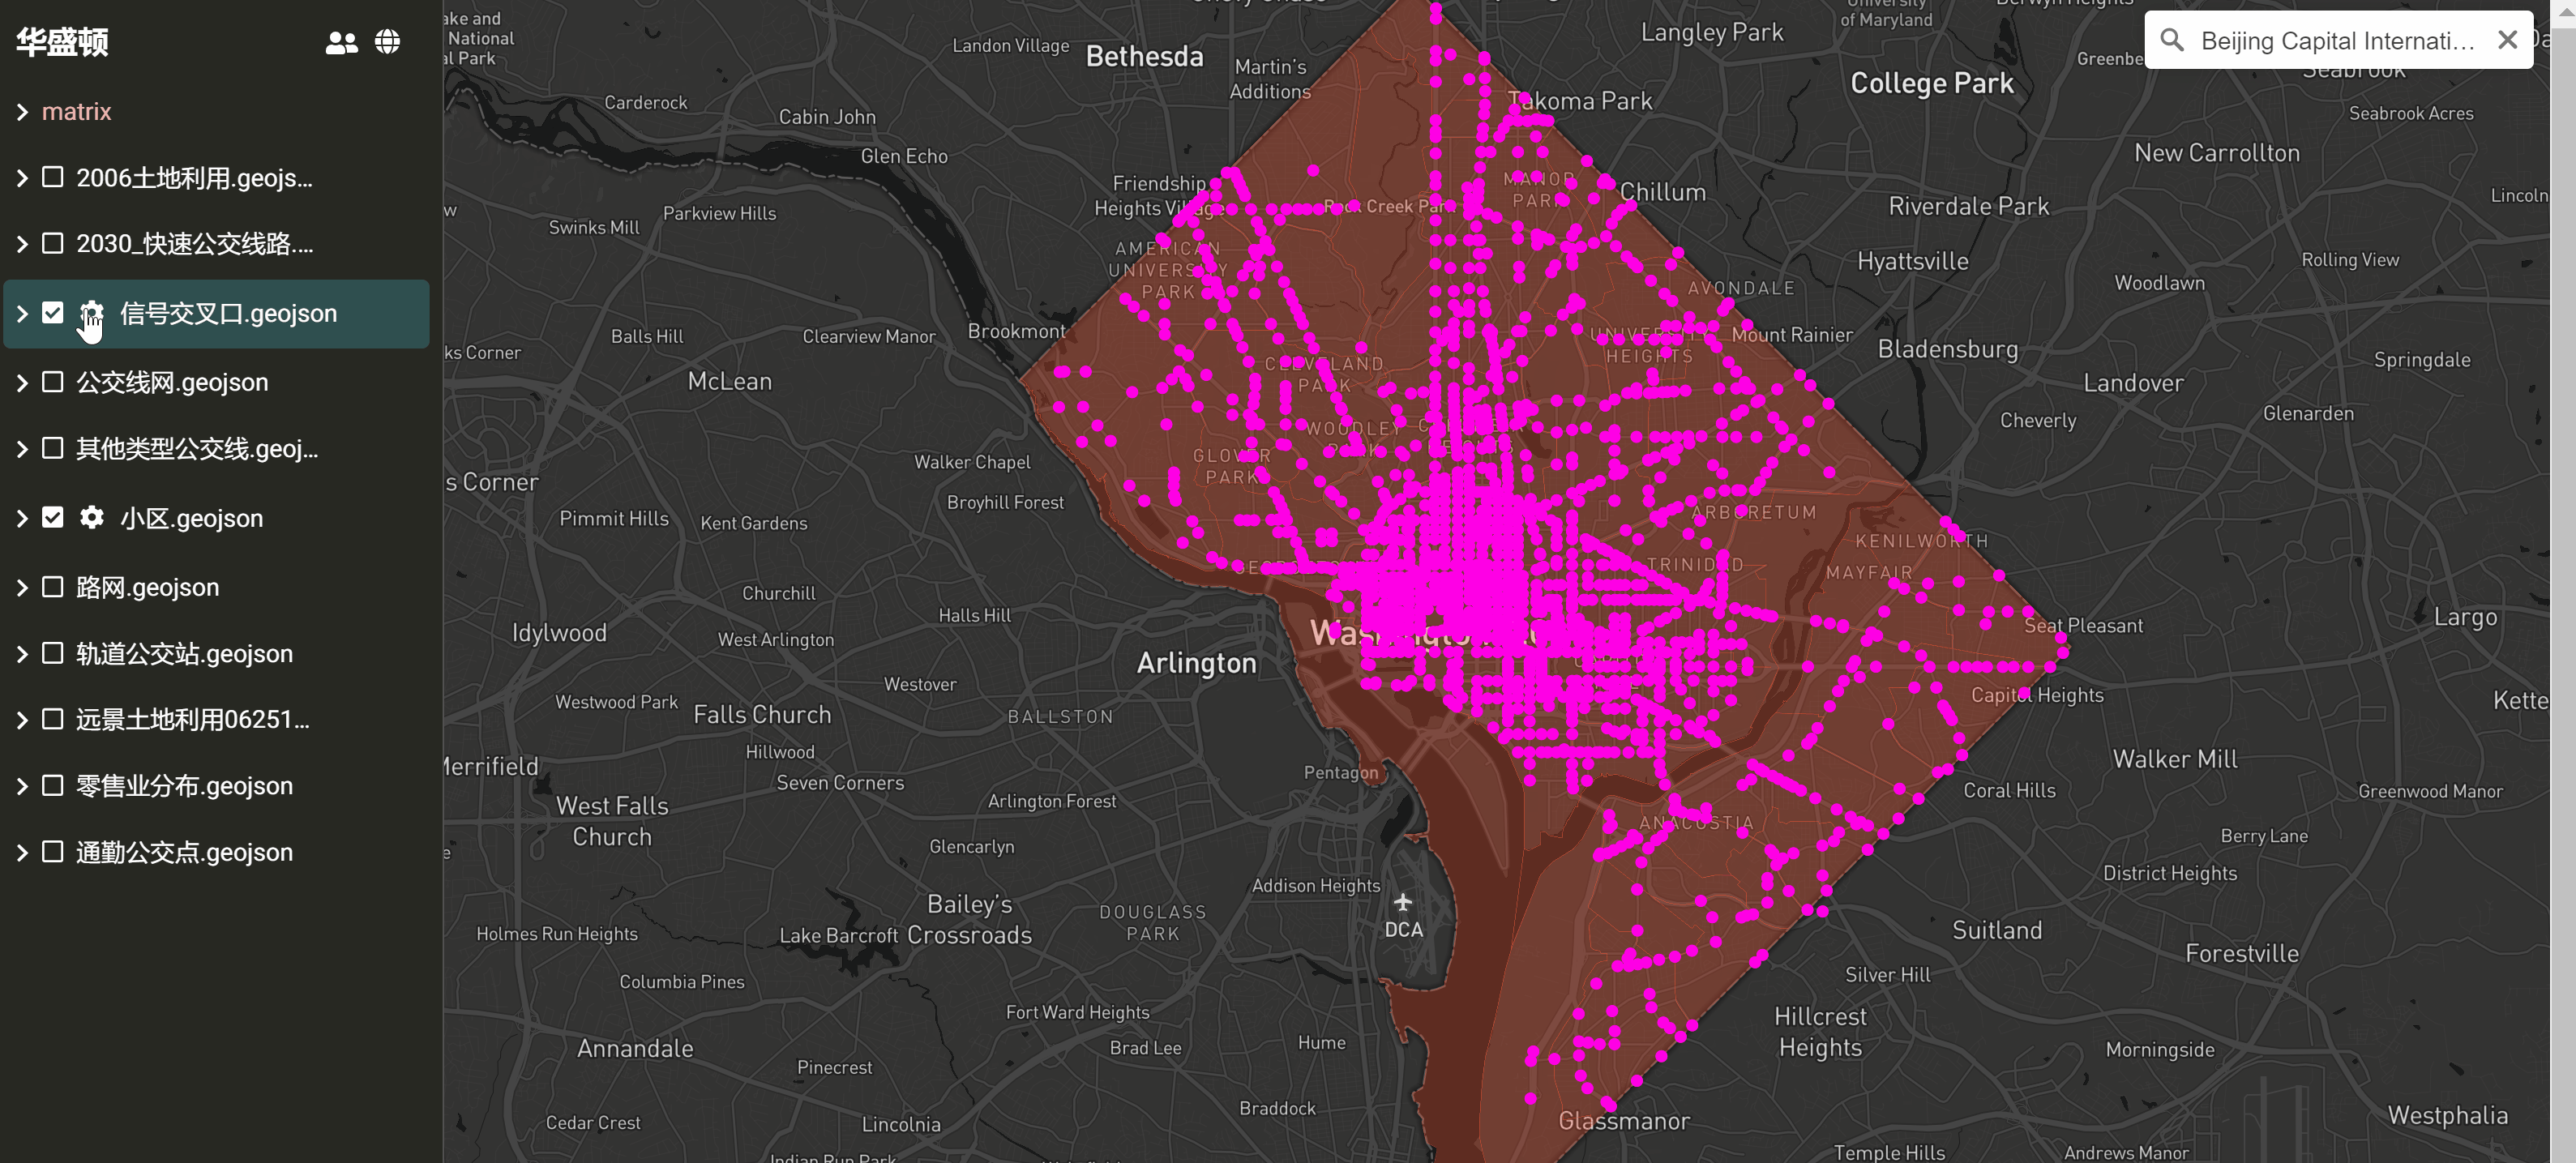 华盛顿
matrix
2006土地利用.geojs...
2030_快速公交线路....
信号交叉口.geojson
公交线网.geojson
其他类型公交线.geoj...
小区.geojson
路网.geojson
轨道公交站.geojson
远景土地利用06251...
零售业分布.geojson
通勤公交点.geojson
Beijing Capital Internati...
ake and
National
al Park
Landon Village
Bethesda
Martin's
Additions
Langley Park
University
of Maryland
College Park
Seabrook
Seabrook Acres
Carderock
Cabin John
Takoma Park
Glen Echo
New Carrollton
Friendship
Heights Village
Rock Creek Park
MANOR
PARK
Chillum
Riverdale Park
Lincoln
Swinks Mill
Parkview Hills
AMERICAN
UNIVERSITY
PARK
Hyattsville
Rolling View
Woodlawn
AVONDALE
Brookmont
Balls Hill
Clearview Manor
UNIVERSITY
HEIGHTS
Mount Rainier
Bladensburg
ks Corner
Springdale
McLean
CLEVELAND
PARK
Landover
Cheverly
Glenarden
WOODLEY
PARK
GLOVER
PARK
Walker Chapel
s Corner
Broyhill Forest
Pimmit Hills
Kent Gardens
ARBORETUM
KENILWORTH
TRINIDAD
MAYFAIR
Churchill
Halls Hill
Idylwood
West Arlington
Washington
Seat Pleasant
Largo
Arlington
Westover
Capitol Heights
Kette
Westwood Park
Falls Church
BALLSTON
Hillwood
Merrifield
Seven Corners
Pentagon
Walker Mill
West Falls
Church
Arlington Forest
Coral Hills
Greenwood Manor
ANACOSTIA
Berry Lane
Glencarlyn
District Heights
Addison Heights
Bailey's
Crossroads
DOUGLASS
PARK
DCA
Holmes Run Heights
Lake Barcroft
Suitland
Forestville
Columbia Pines
Silver Hill
Fort Ward Heights
Hillcrest
Heights
Annandale
Brad Lee
Hume
Morningside
Pinecrest
Braddock
Cedar Crest
Lincolnia
Glassmanor
Westphalia
Temple Hills
Andrews Manor
Indian Run Park